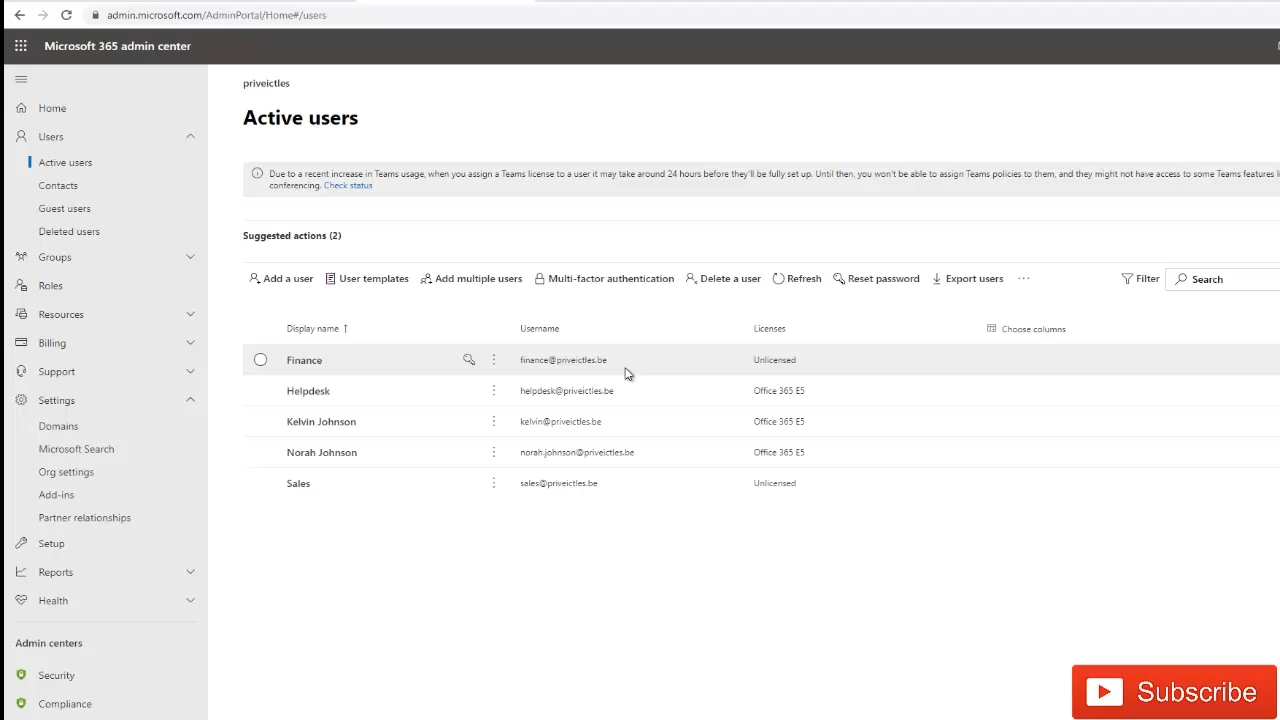 admin.microsoft.com/AdminPortal/Home#/users
Microsoft 365 admin center
Home
Users
Active users
Contacts
Guest users
Deleted users
Groups
Roles
Resources
Billing
Support
Settings
Domains
Microsoft Search
Org settings
Add-ins
Partner relationships
Setup
Reports
Health
Admin centers
Security
Compliance
priveictles
Active users
Due to a recent increase in Teams usage, when you assign a Teams license to a user it may take around 24 hours before they'll be fully set up. Until then, you won't be able to assign Teams policies to them, and they might not have access to some Teams features li
conferencing. Check status
Suggested actions (2)
Add a user User templates Add multiple users Multi-factor authentication Delete a user Refresh Reset password Export users ··· Filter Search
Display name ↑ Username Licenses Choose columns
Finance finance@priveictles.be Unlicensed
Helpdesk helpdesk@priveictles.be Office 365 E5
Kelvin Johnson kelvin@priveictles.be Office 365 E5
Norah Johnson norah.johnson@priveictles.be Office 365 E5
Sales sales@priveictles.be Unlicensed
Subscribe